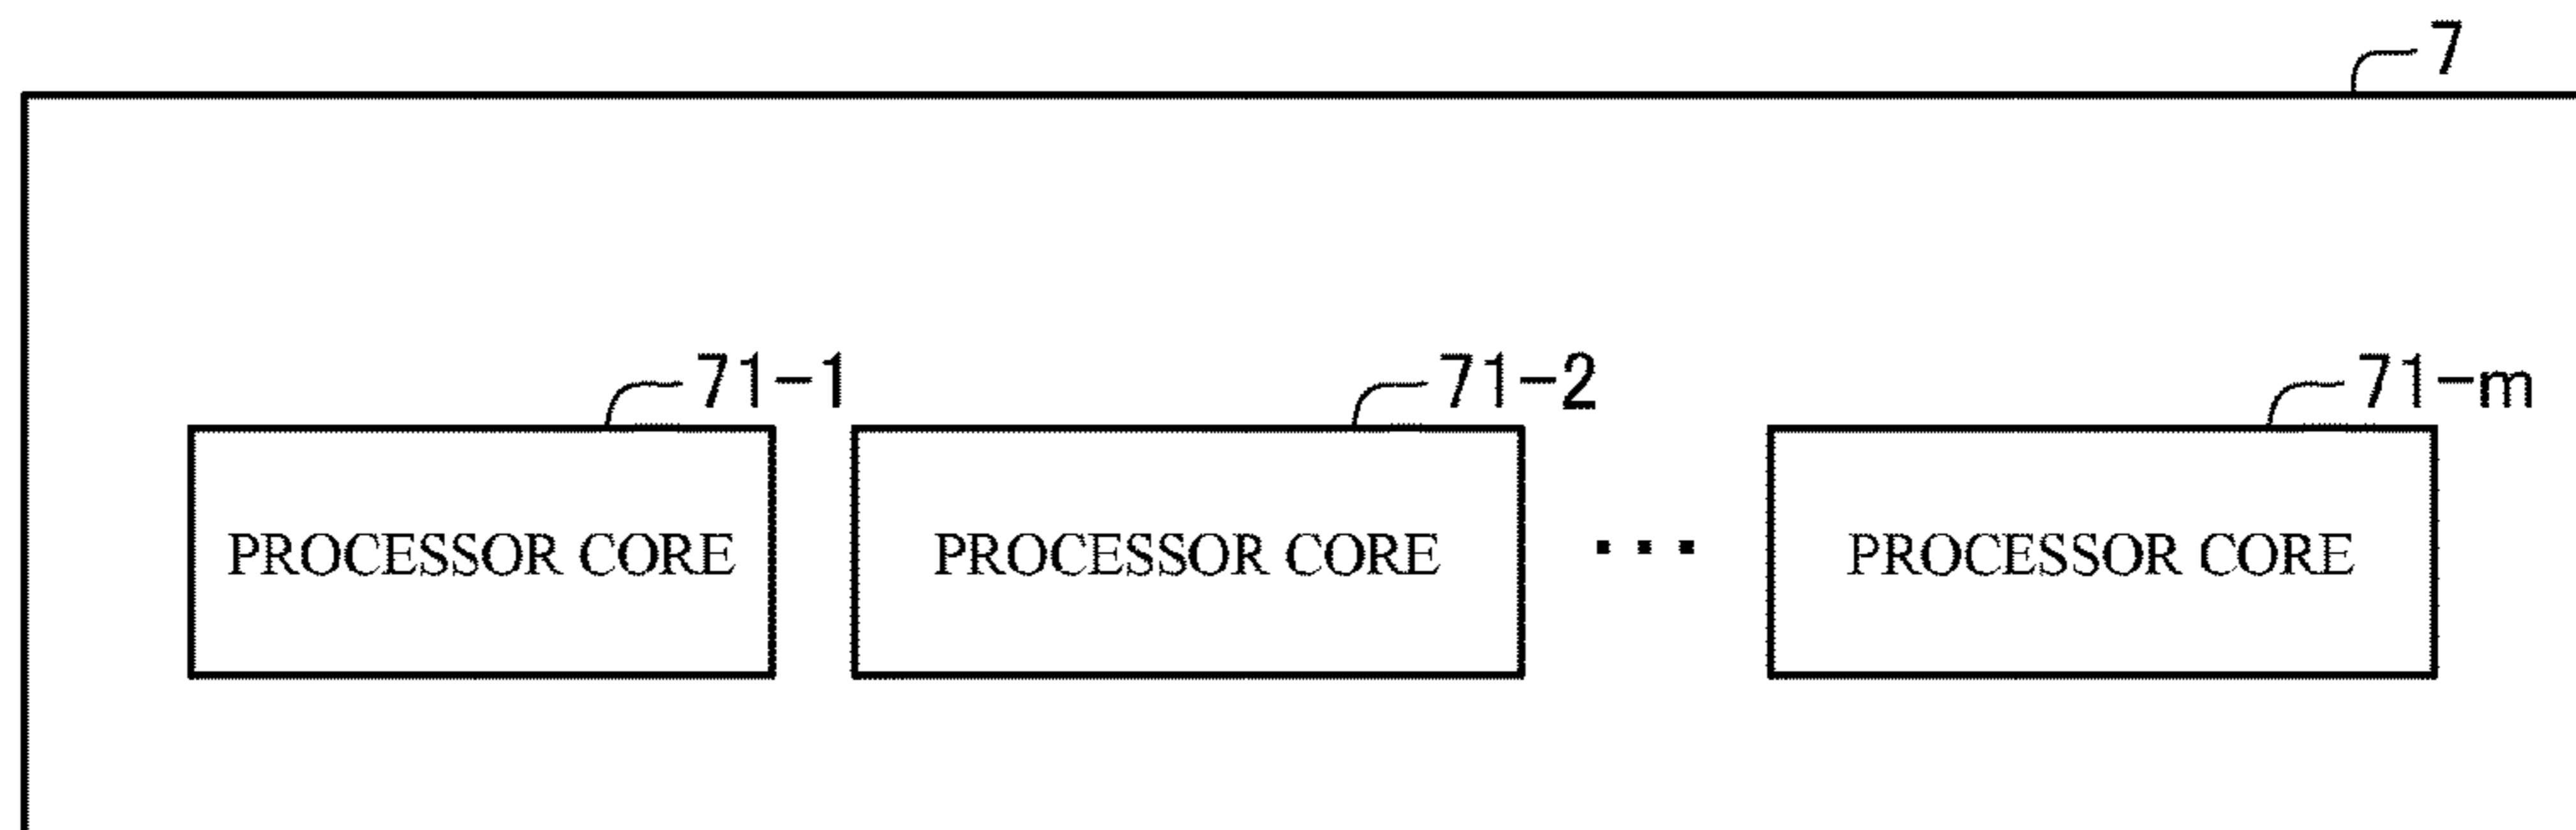 7
71-1 71-2 71-m
PROCESSOR CORE PROCESSOR CORE ... PROCESSOR CORE